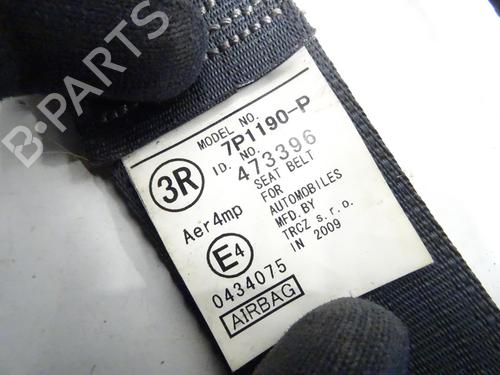 B-PARTS
MODEL NO.
7P1190-P
3R
ID. NO.
473396
Aer4mp
SEAT BELT
FOR
AUTOMOBILES
MFD.BY
TRCZ s.r.o.
IN 2009
E4
0434075
AIRBAG